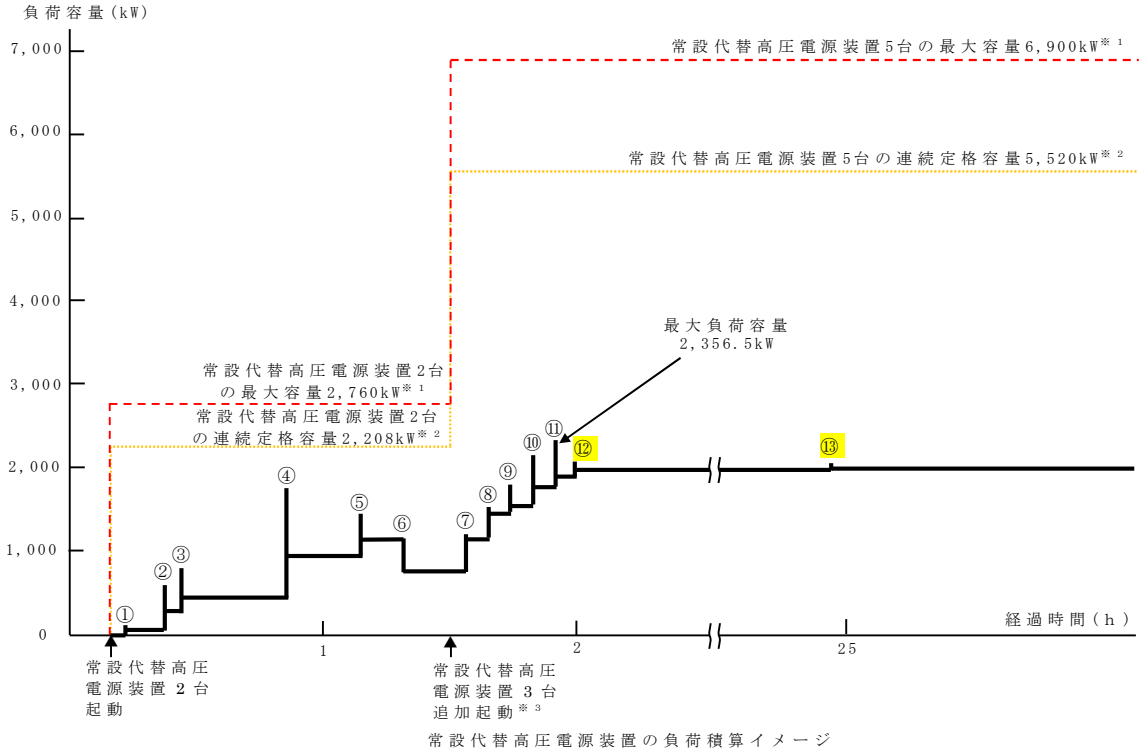 負荷容量(kW)
7,000
常設代替高圧電源装置5台の最大容量6,900kW※1
6,000
常設代替高圧電源装置5台の連続定格容量5,520kW※2
5,000
4,000
最大負荷容量
2,356.5kW
3,000
常設代替高圧電源装置2台
の最大容量2,760kW※1
常設代替高圧電源装置2台
の連続定格容量2,208kW※2
2,000
1,000
0
①
②
③
④
⑤
⑥
⑦
⑧
⑨
⑩
⑪
⑫
⑬
経過時間(h)
1
2
25
常設代替高圧
電源装置2台
起動
常設代替高圧
電源装置3台
追加起動※3
常設代替高圧電源装置の負荷積算イメージ